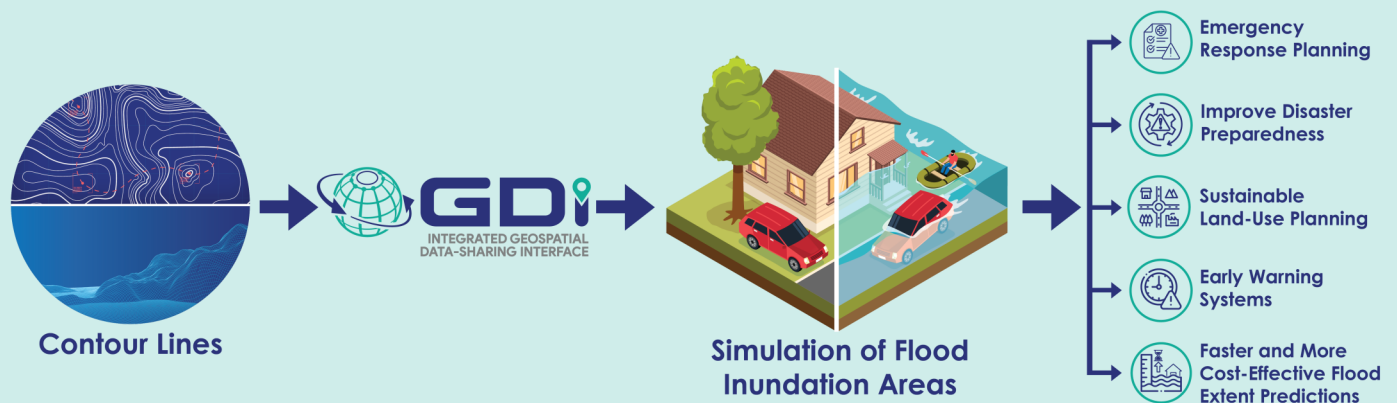 Contour Lines
GDi
INTEGRATED GEOSPATIAL
DATA-SHARING INTERFACE
Simulation of Flood
Inundation Areas
Emergency
Response Planning
Improve Disaster
Preparedness
Sustainable
Land-Use Planning
Early Warning
Systems
Faster and More
Cost-Effective Flood
Extent Predictions